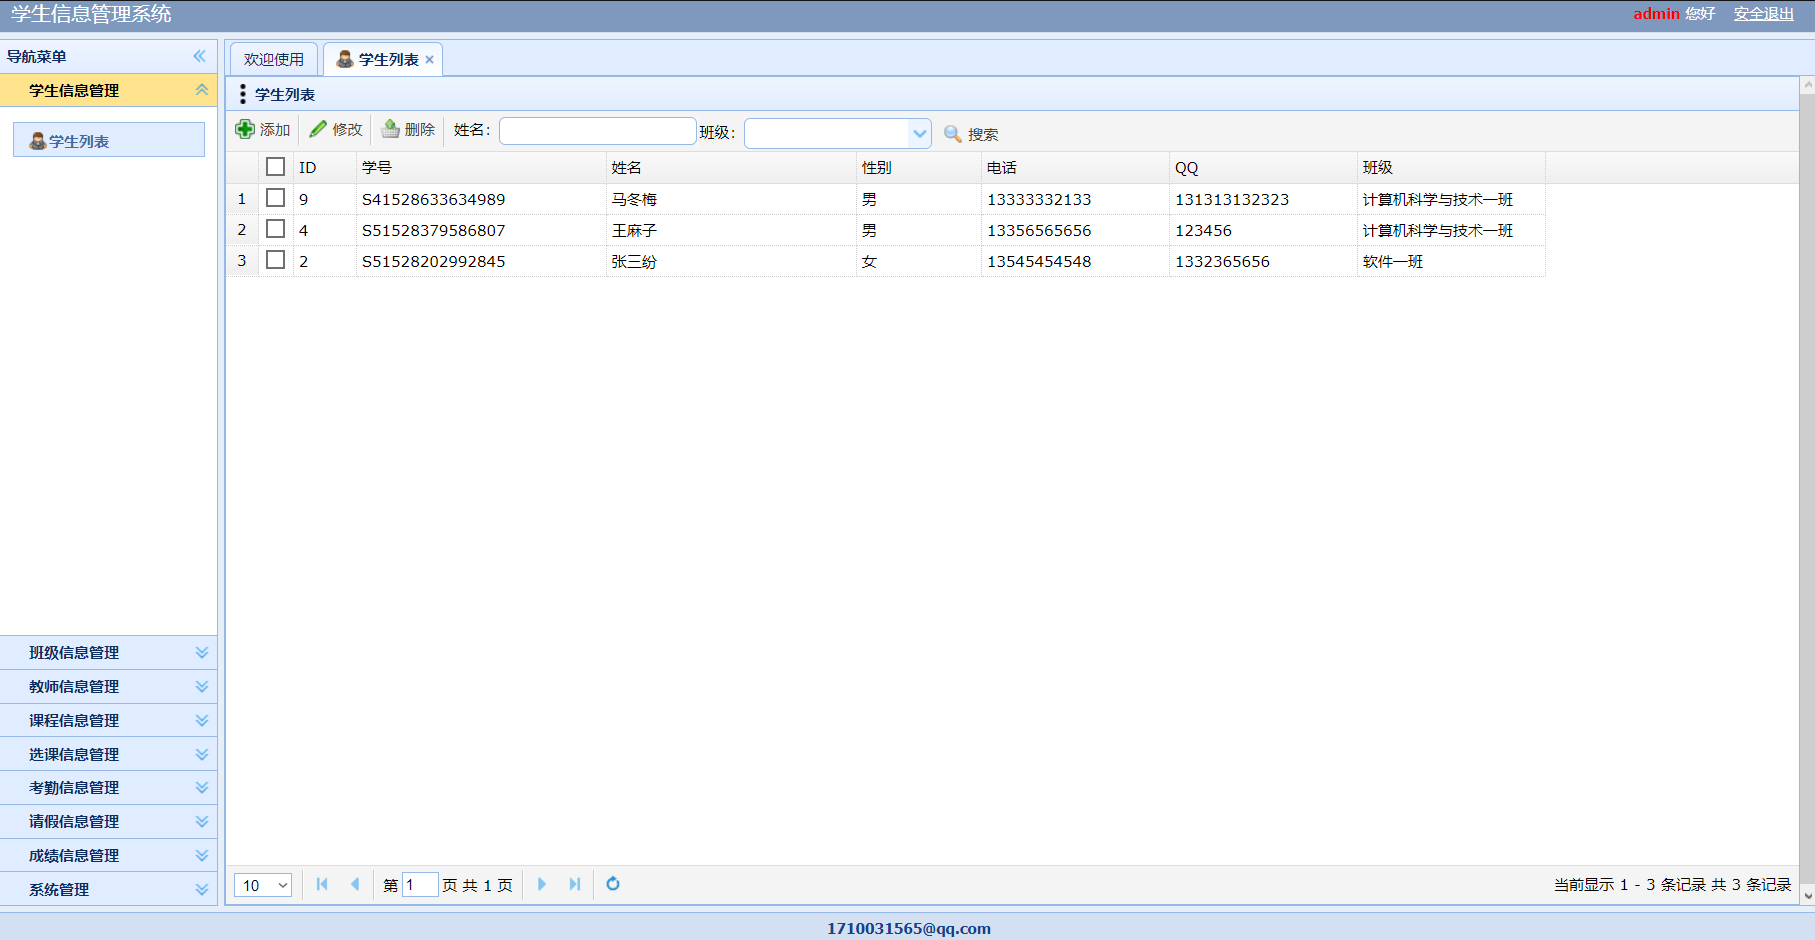 学生信息管理系统
admin 您好 安全退出
导航菜单
学生信息管理
学生列表
班级信息管理
教师信息管理
课程信息管理
选课信息管理
考勤信息管理
请假信息管理
成绩信息管理
系统管理
欢迎使用 学生列表
学生列表
添加 修改 删除 姓名: 班级: 搜索
ID 学号 姓名 性别 电话 QQ 班级
1 9 S41528633634989 马冬梅 男 13333332133 131313132323 计算机科学与技术一班
2 4 S51528379586807 王麻子 男 13356565656 123456 计算机科学与技术一班
3 2 S51528202992845 张三纷 女 13545454548 1332365656 软件一班
10 第 1 页 共 1 页 当前显示 1 - 3 条记录 共 3 条记录
1710031565@qq.com